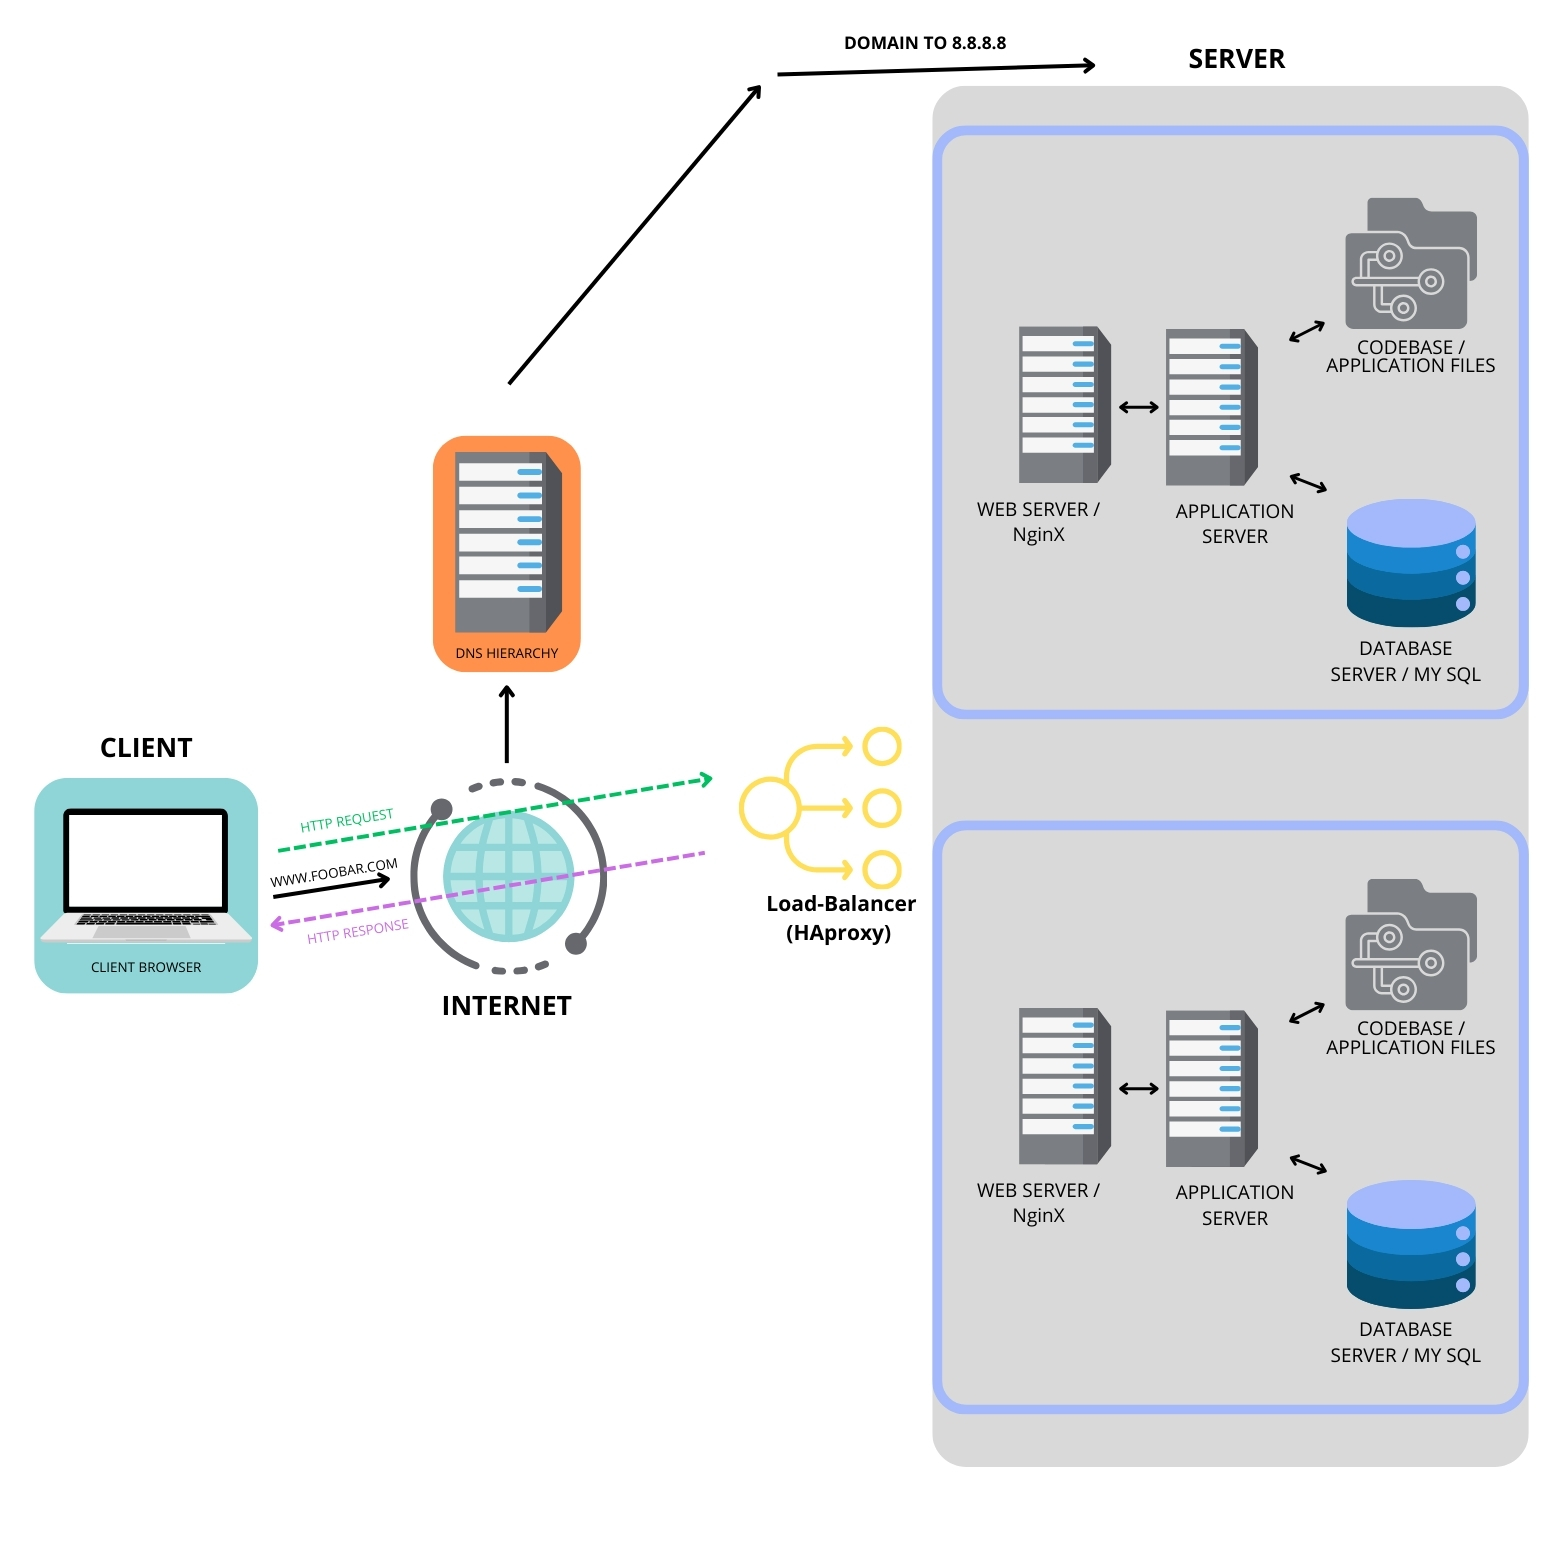 DOMAIN TO 8.8.8.8
SERVER
CODEBASE /
APPLICATION FILES
WEB SERVER /
NginX
APPLICATION
SERVER
DATABASE
SERVER / MY SQL
DNS HIERARCHY
CLIENT
HTTP REQUEST
WWW.FOOBAR.COM
HTTP RESPONSE
CLIENT BROWSER
INTERNET
Load-Balancer
(HAproxy)
CODEBASE /
APPLICATION FILES
WEB SERVER /
NginX
APPLICATION
SERVER
DATABASE
SERVER / MY SQL